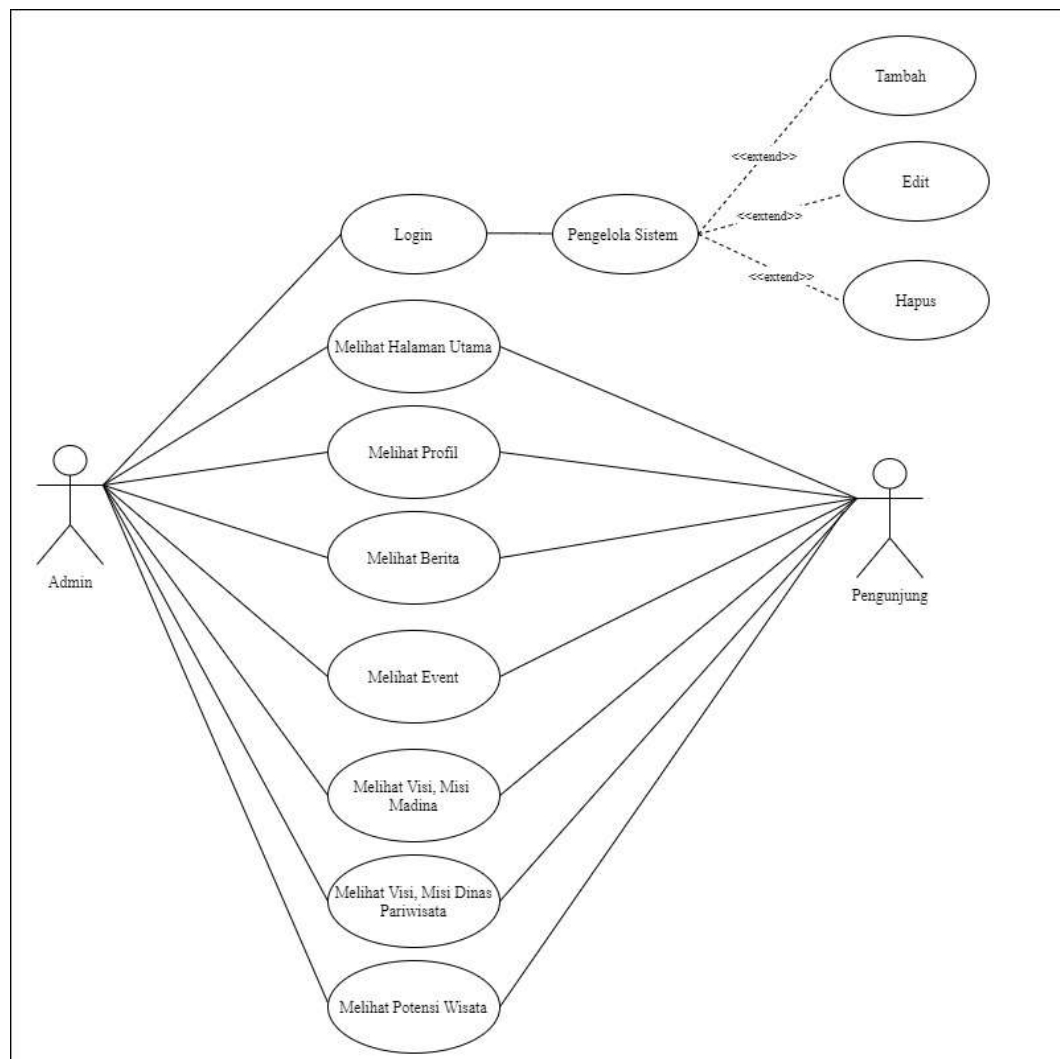 Tambah
<<extend>>
Edit
<<extend>>
Login
Pengelola Sistem
<<extend>>
Hapus
Melihat Halaman Utama
Melihat Profil
Melihat Berita
Admin
Pengunjung
Melihat Event
Melihat Visi, Misi
Madina
Melihat Visi, Misi Dinas
Pariwisata
Melihat Potensi Wisata